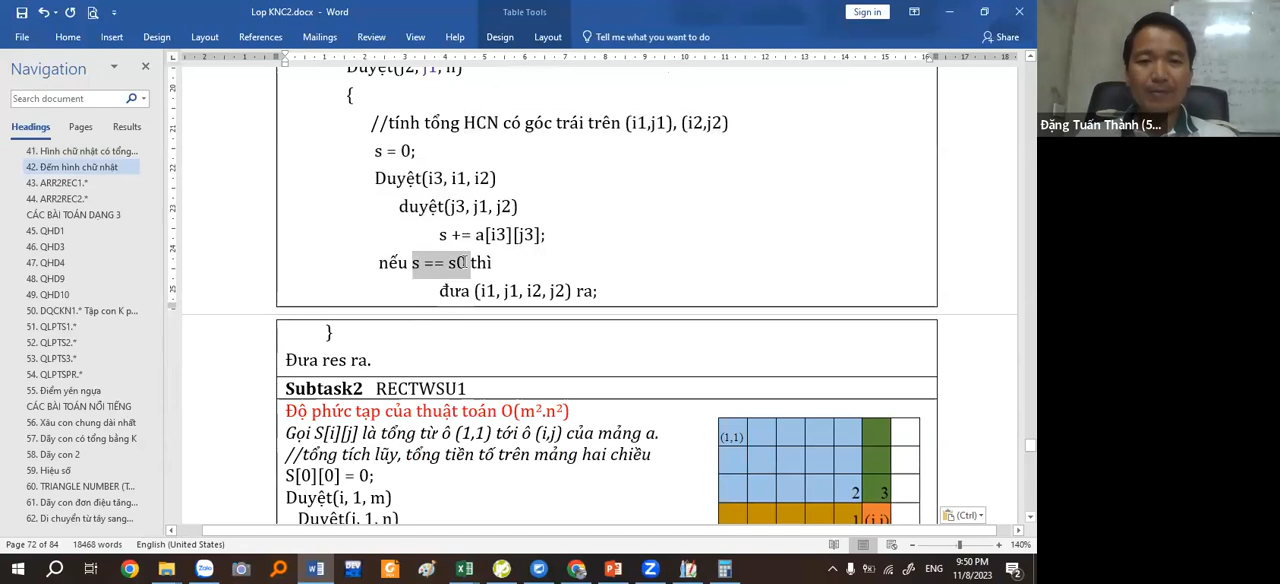 Lop KNC2.docx - Word
Table Tools
Sign in
File Home Insert Design Layout References Mailings Review View Help Design Layout Tell me what you want to do Share
Navigation
Search document
Headings Pages Results
41. Hình chữ nhật có tổng...
42. Đếm hình chữ nhật
43. ARR2REC1.*
44. ARR2REC2.*
CÁC BÀI TOÁN DẠNG 3
45. QHD1
46. QHD3
47. QHD4
48. QHD9
49. QHD10
50. DQCKN1.* Tập con K p...
51. QLPTS1.*
52. QLPTS2.*
53. QLPTS3.*
54. QLPTSPR.*
55. Điểm yên ngựa
CÁC BÀI TOÁN NỔI TIẾNG
56. Xâu con chung dài nhất
57. Dãy con có tổng bằng K
58. Dãy con 2
59. Hiệu số
60. TRIANGLE NUMBER (T...
61. Dãy con đơn điệu tăng...
62. Di chuyển từ tây sang...
Duyệt(j2, j1, n)
{
//tính tổng HCN có góc trái trên (i1,j1), (i2,j2)
s = 0;
Duyệt(i3, i1, i2)
duyệt(j3, j1, j2)
s += a[i3][j3];
nếu s == s0 thì
đưa (i1, j1, i2, j2) ra;
}
Đưa res ra.
Subtask2 RECTWSU1
Độ phức tạp của thuật toán O(m².n²)
Gọi S[i][j] là tổng từ ô (1,1) tới ô (i,j) của mảng a.
//tổng tích lũy, tổng tiền tố trên mảng hai chiều
S[0][0] = 0;
Duyệt(i, 1, m)
Duyệt(j, 1, n)
(1,1)
2 3
1 (i,j)
(Ctrl)
Đặng Tuấn Thành (5...
Page 72 of 84 18468 words English (United States) 140%
ENG
9:50 PM
11/8/2023
2